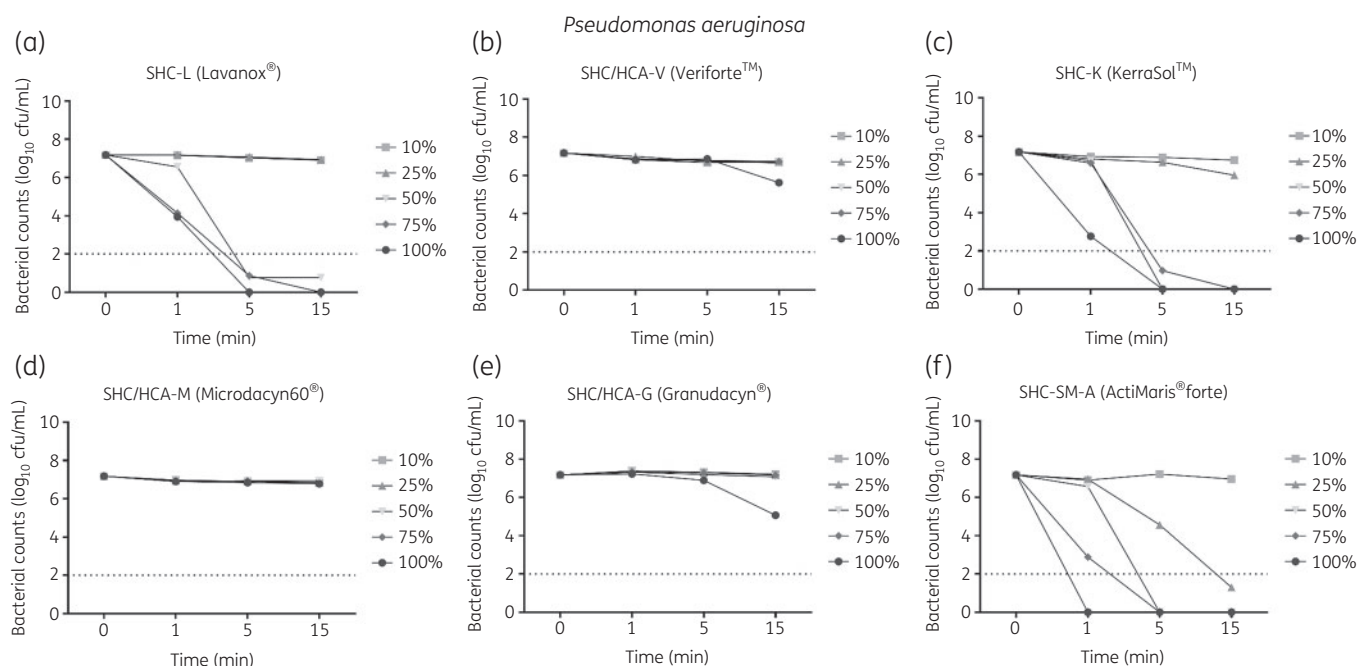 Pseudomonas aeruginosa
(a)
SHC-L (Lavanox®)
Bacterial counts (log10 cfu/mL)
10
8
6
4
2
0
0 1 5 15
Time (min)
10%
25%
50%
75%
100%
(b)
SHC/HCA-V (Veriforte™)
Bacterial counts (log10 cfu/mL)
10
8
6
4
2
0
0 1 5 15
Time (min)
10%
25%
50%
75%
100%
(c)
SHC-K (KerraSol™)
Bacterial counts (log10 cfu/mL)
10
8
6
4
2
0
0 1 5 15
Time (min)
10%
25%
50%
75%
100%
(d)
SHC/HCA-M (Microdacyn60®)
Bacterial counts (log10 cfu/mL)
10
8
6
4
2
0
0 1 5 15
Time (min)
10%
25%
50%
75%
100%
(e)
SHC/HCA-G (Granudacyn®)
Bacterial counts (log10 cfu/mL)
10
8
6
4
2
0
0 1 5 15
Time (min)
10%
25%
50%
75%
100%
(f)
SHC-SM-A (ActiMaris®forte)
Bacterial counts (log10 cfu/mL)
10
8
6
4
2
0
0 1 5 15
Time (min)
10%
25%
50%
75%
100%